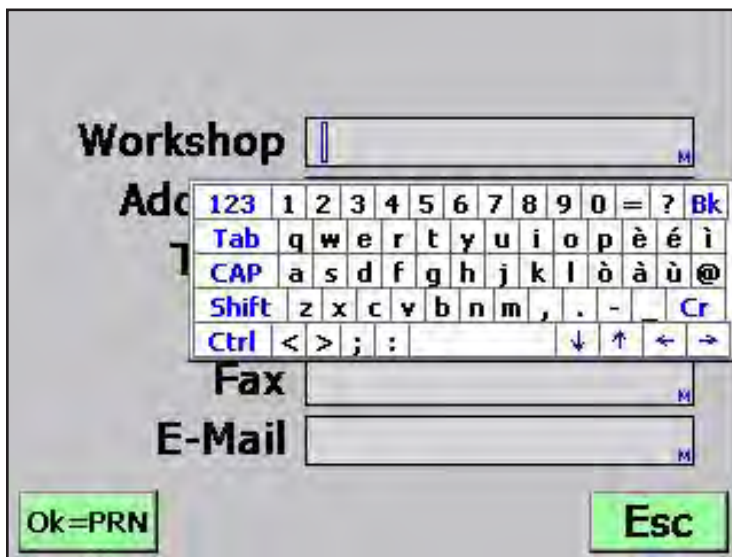 Workshop M
Add
123 1 2 3 4 5 6 7 8 9 0 = ? Bk
Tab q w e r t y u i o p è é ì
T
CAP a s d f g h j k l ò à ù @
Shift z x c v b n m , . - _ Cr
Ctrl < > ; : ↓ ↑ ← →
Fax M
E-Mail M
Ok=PRN Esc